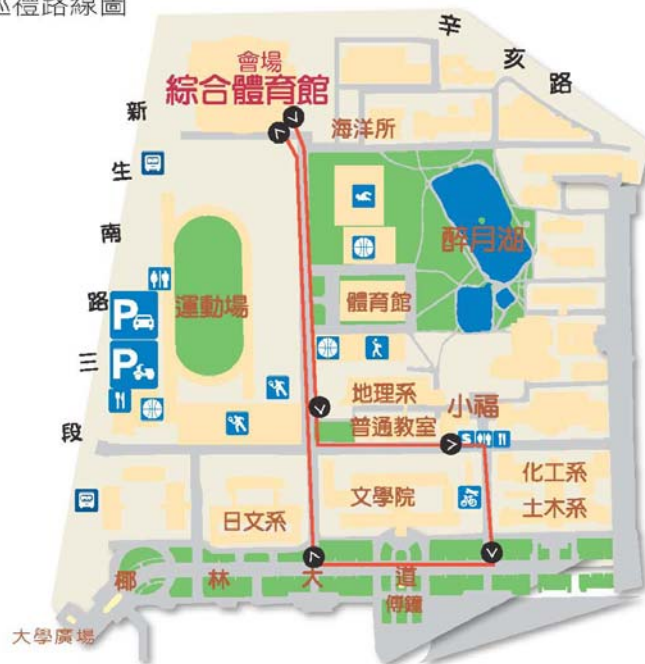 巡禮路線圖
辛亥路
會場
綜合體育館
海洋所
新生南路三段
醉月湖
運動場
體育館
P
P
地理系
普通教室
小福
S
文學院
日文系
化工系
土木系
椰林大道
傅鐘
大學廣場